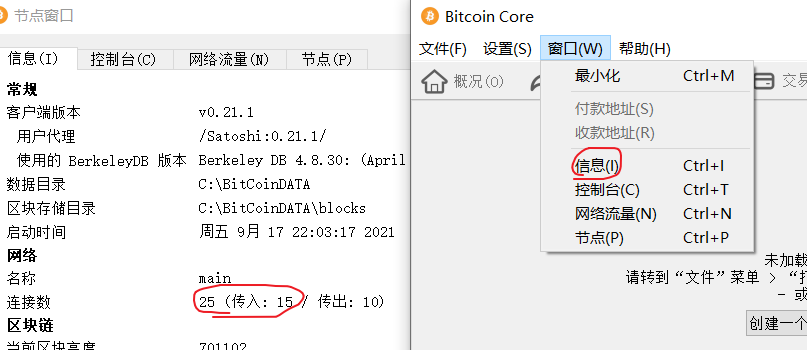 节点窗口
信息(I) 控制台(C) 网络流量(N) 节点(P)
常规
客户端版本 v0.21.1
用户代理 /Satoshi:0.21.1/
使用的 BerkeleyDB 版本 Berkeley DB 4.8.30: (April
数据目录 C:\BitCoinDATA
区块存储目录 C:\BitCoinDATA\blocks
启动时间 周五 9月 17 22:03:17 2021
网络
名称 main
连接数 25 (传入: 15 / 传出: 10)
区块链
当前区块高度 701102
Bitcoin Core
文件(F) 设置(S) 窗口(W) 帮助(H)
概况(O) 交易
最小化 Ctrl+M
付款地址(S)
收款地址(R)
信息(I) Ctrl+I
控制台(C) Ctrl+T
网络流量(N) Ctrl+N
节点(P) Ctrl+P
未加载
请转到“文件”菜单 > “打
- 或
创建一个